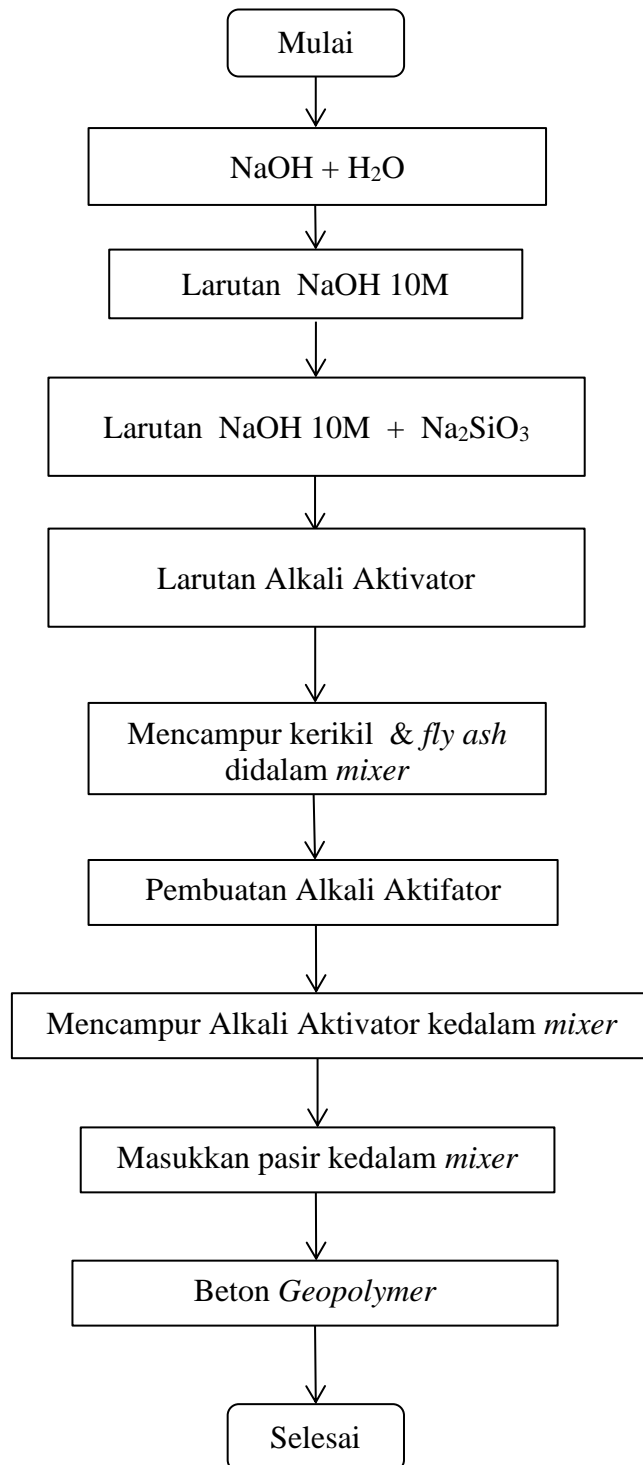 Mulai
NaOH + H₂O
Larutan NaOH 10M
Larutan NaOH 10M + Na₂SiO₃
Larutan Alkali Aktivator
Mencampur kerikil & fly ash
didalam mixer
Pembuatan Alkali Aktifator
Mencampur Alkali Aktivator kedalam mixer
Masukkan pasir kedalam mixer
Beton Geopolymer
Selesai